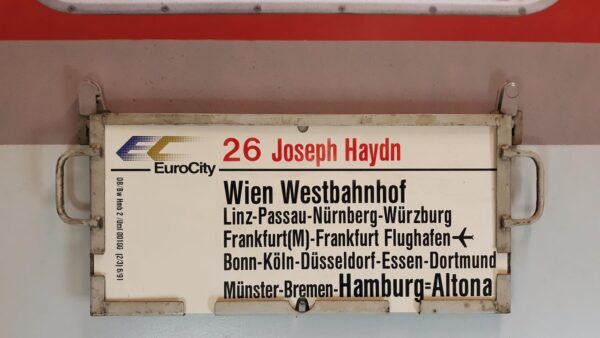 EC
EuroCity
26 Joseph Haydn
Wien Westbahnhof
Linz-Passau-Nürnberg-Würzburg
Frankfurt(M)-Frankfurt Flughafen✈
Bonn-Köln-Düsseldorf-Essen-Dortmund
Münster-Bremen-Hamburg=Altona